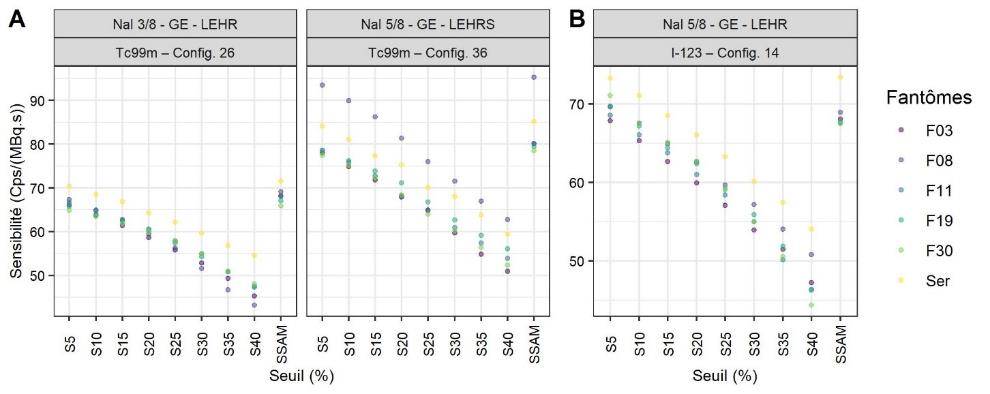 A
B
NaI 3/8 - GE - LEHR
NaI 5/8 - GE - LEHRS
NaI 5/8 - GE - LEHR
Tc99m – Config. 26
Tc99m – Config. 36
I-123 – Config. 14
Sensibilité (Cps/(MBq.s))
90
80
70
60
50
70
60
50
S5 S10 S15 S20 S25 S30 S35 S40 SSAM
S5 S10 S15 S20 S25 S30 S35 S40 SSAM
S5 S10 S15 S20 S25 S30 S35 S40 SSAM
Seuil (%)
Seuil (%)
Fantômes
F03
F08
F11
F19
F30
Ser